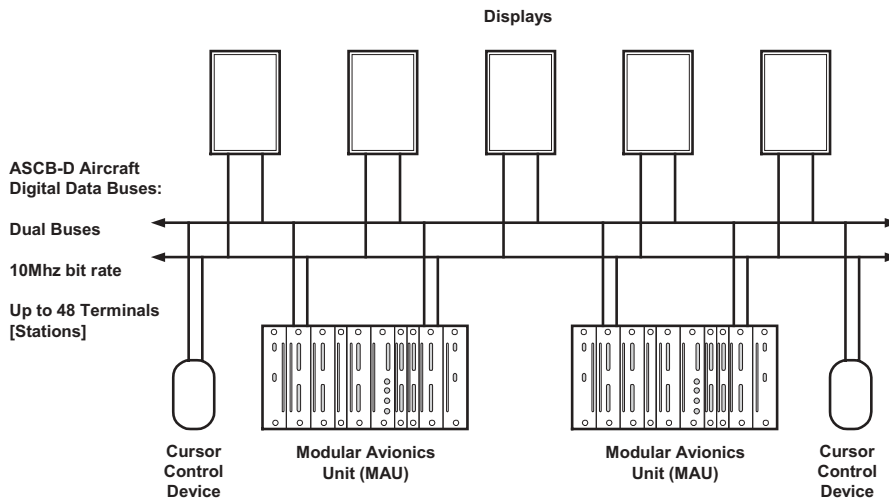 Displays
ASCB-D Aircraft
Digital Data Buses:
Dual Buses
10Mhz bit rate
Up to 48 Terminals
[Stations]
Cursor
Control
Device
Modular Avionics
Unit (MAU)
Modular Avionics
Unit (MAU)
Cursor
Control
Device